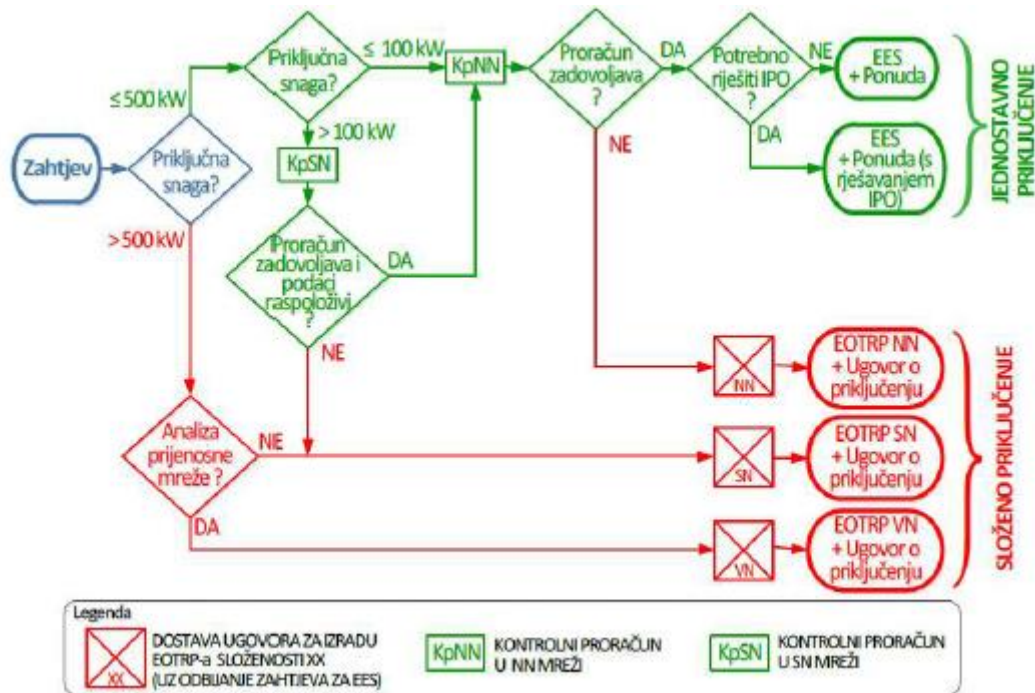 Zahtjev
Priključna
snaga?
≤ 500 kW
> 500 kW
Priključna
snaga?
≤ 100 kW
> 100 kW
KpSN
KpNN
Proračun
zadovoljava i
podaci
raspoloživi
?
DA
NE
Proračun
zadovoljava
?
DA
NE
Potrebno
riješiti IPO
?
NE
DA
EES
+ Ponuda
EES
+ Ponuda (s
rješavanjem
IPO)
JEDNOSTAVNO
PRIKLJUČENJE
Analiza
prijenosne
mreže ?
NE
DA
NN
EOTRP NN
+ Ugovor o
priključenju
SN
EOTRP SN
+ Ugovor o
priključenju
VN
EOTRP VN
+ Ugovor o
priključenju
SLOŽENO PRIKLJUČENJE
Legenda
XX
DOSTAVA UGOVORA ZA IZRADU
EOTRP-a SLOŽENOSTI XX
(UZ ODBIJANJE ZAHTJEVA ZA EES)
KpNN
KONTROLNI PRORAČUN
U NN MREŽI
KpSN
KONTROLNI PRORAČUN
U SN MREŽI